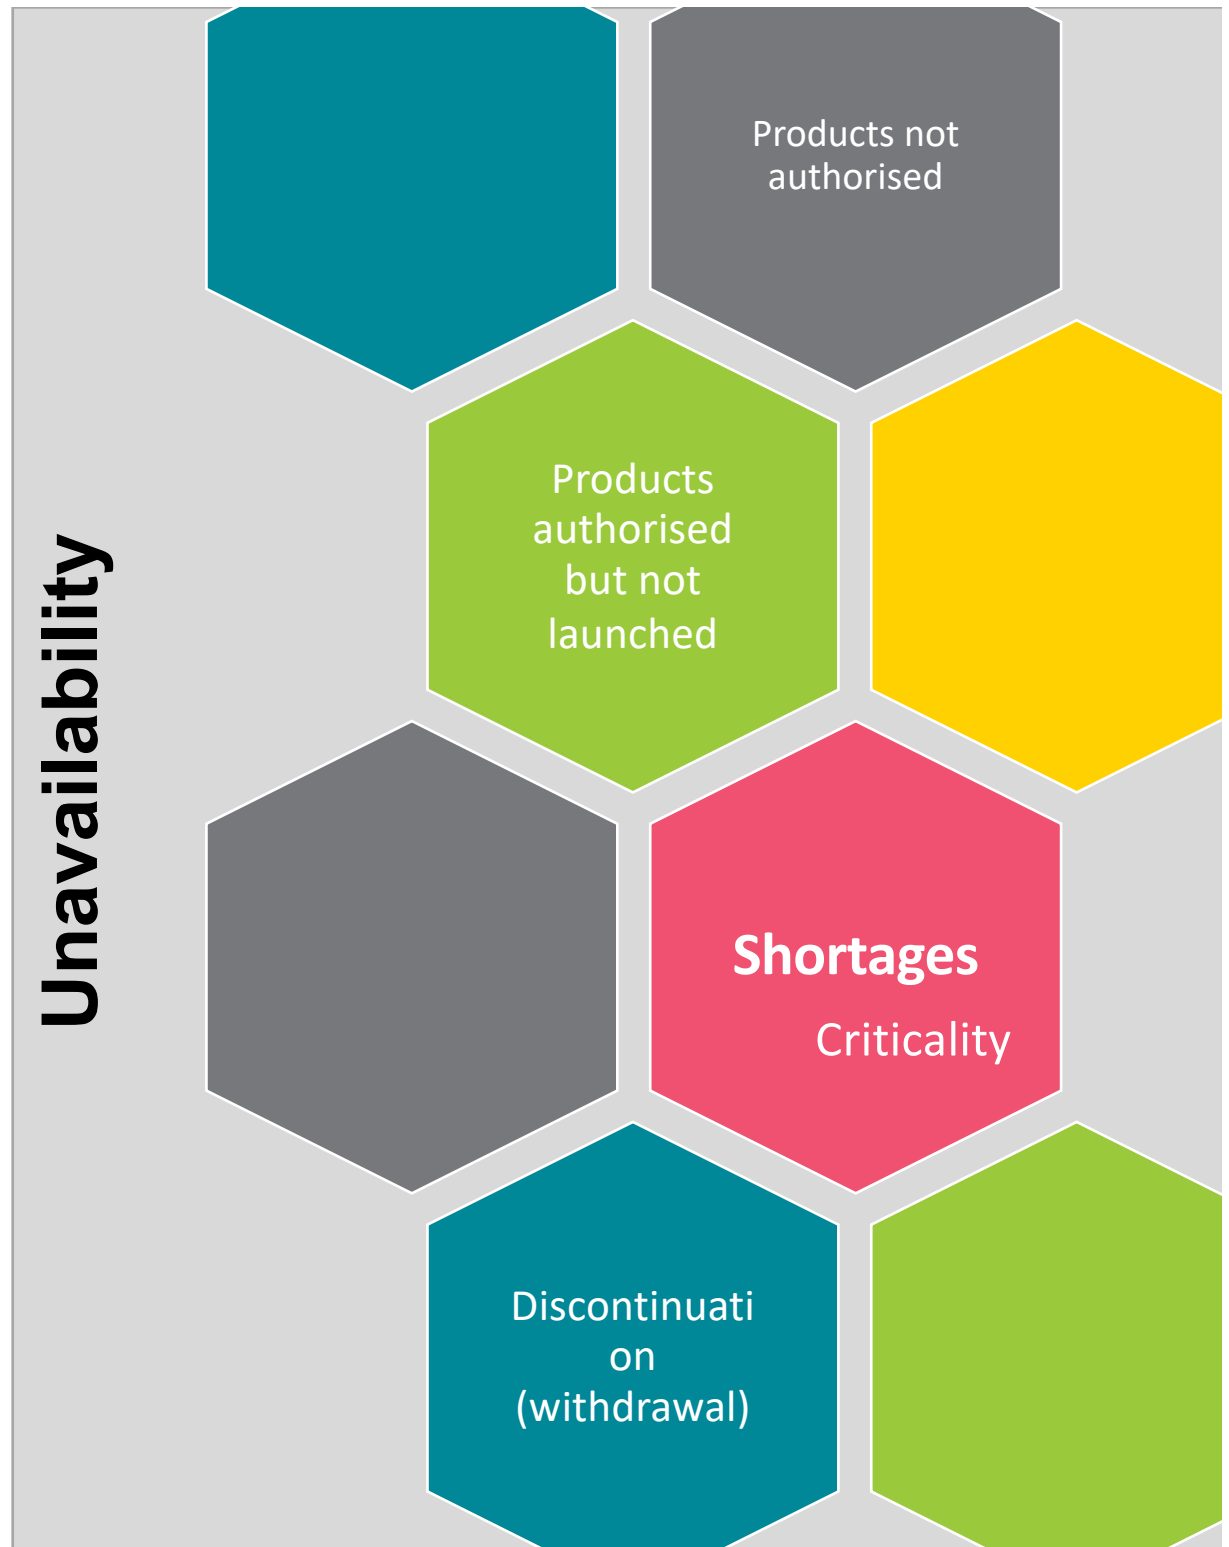 Unavailability
Products not
authorised
Products
authorised
but not
launched
Shortages
Criticality
Discontinuati
on
(withdrawal)